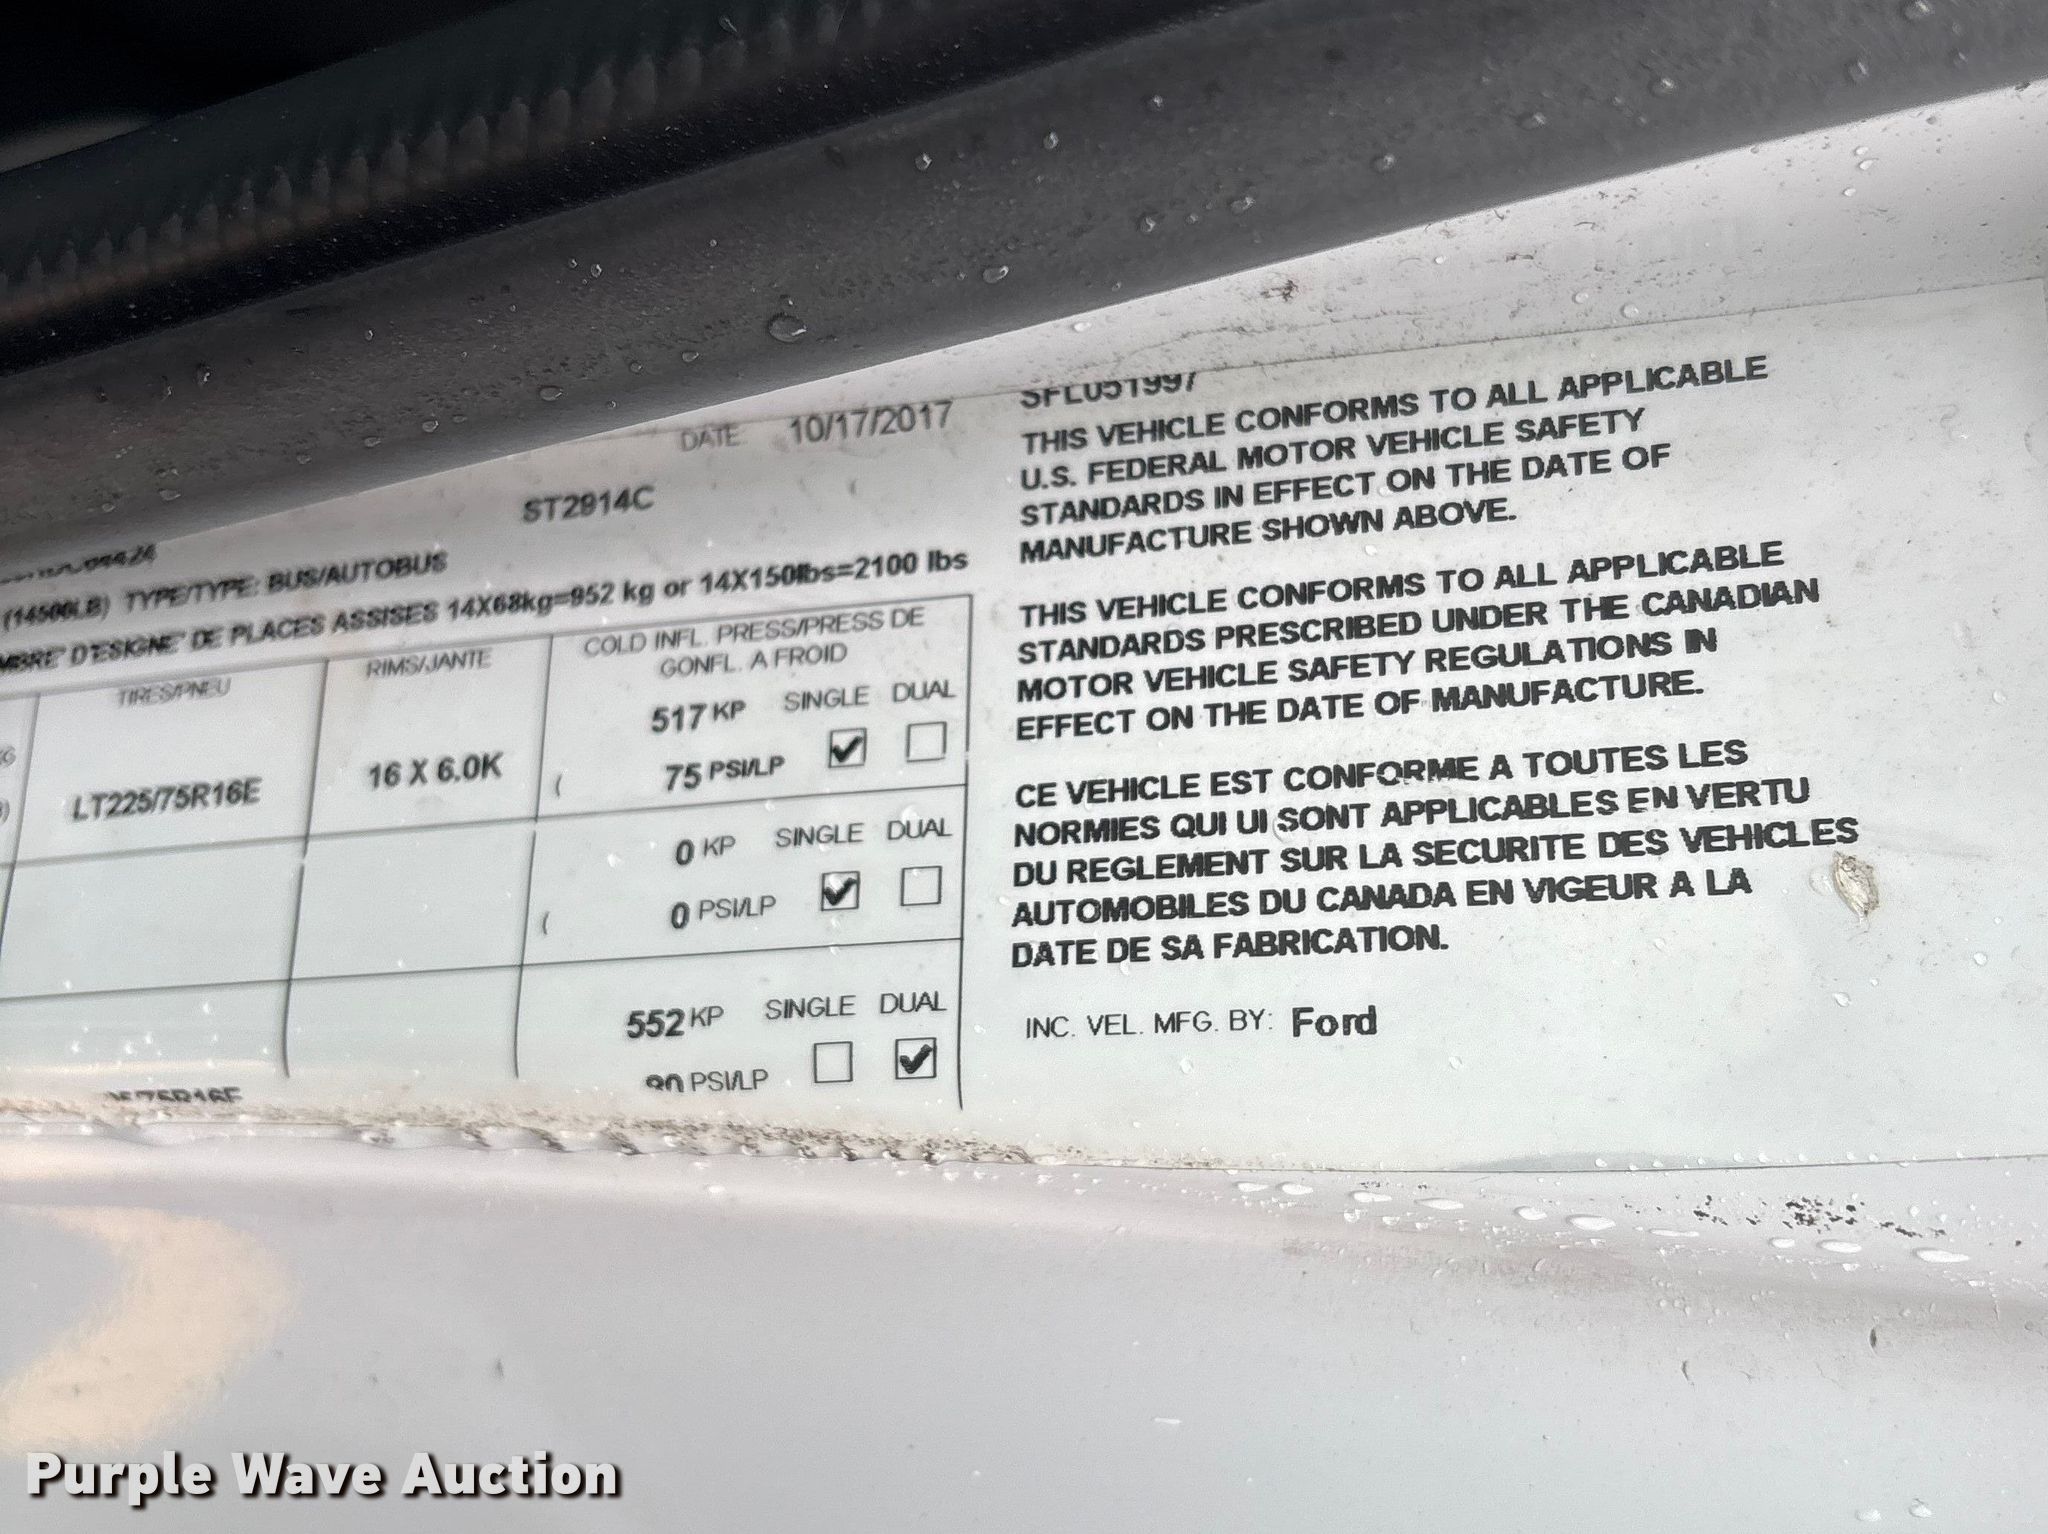 DATE 10/17/2017
ST2914C
(14500LB) TYPE/TYPE: BUS/AUTOBUS
D'ESIGNE' DE PLACES ASSISES 14X68kg=952 kg or 14X150lbs=2100 lbs
TIRES/PNEU RIMS/JANTE COLD INFL. PRESS/PRESS DE
GONFL. A FROID
517 KP SINGLE DUAL
LT225/75R16E 16 X 6.0K ( 75 PSI/LP
0 KP SINGLE DUAL
( 0 PSI/LP
552 KP SINGLE DUAL
80 PSI/LP
SFL051997
THIS VEHICLE CONFORMS TO ALL APPLICABLE
U.S. FEDERAL MOTOR VEHICLE SAFETY
STANDARDS IN EFFECT ON THE DATE OF
MANUFACTURE SHOWN ABOVE.
THIS VEHICLE CONFORMS TO ALL APPLICABLE
STANDARDS PRESCRIBED UNDER THE CANADIAN
MOTOR VEHICLE SAFETY REGULATIONS IN
EFFECT ON THE DATE OF MANUFACTURE.
CE VEHICLE EST CONFORME A TOUTES LES
NORMIES QUI UI SONT APPLICABLES EN VERTU
DU REGLEMENT SUR LA SECURITE DES VEHICLES
AUTOMOBILES DU CANADA EN VIGEUR A LA
DATE DE SA FABRICATION.
INC. VEL. MFG. BY: Ford
Purple Wave Auction